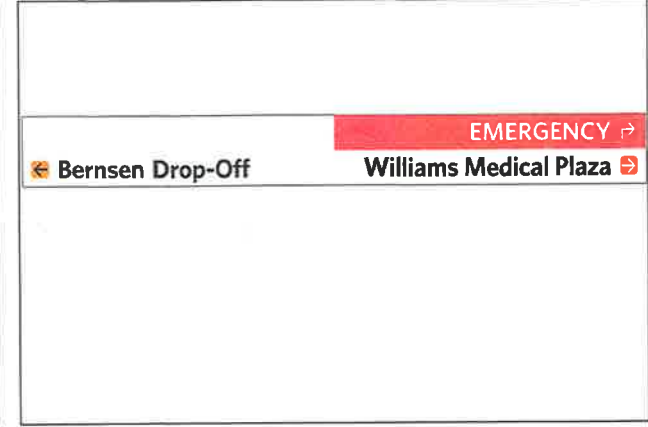 EMERGENCY ↱
← Bernsen Drop-Off
Williams Medical Plaza →